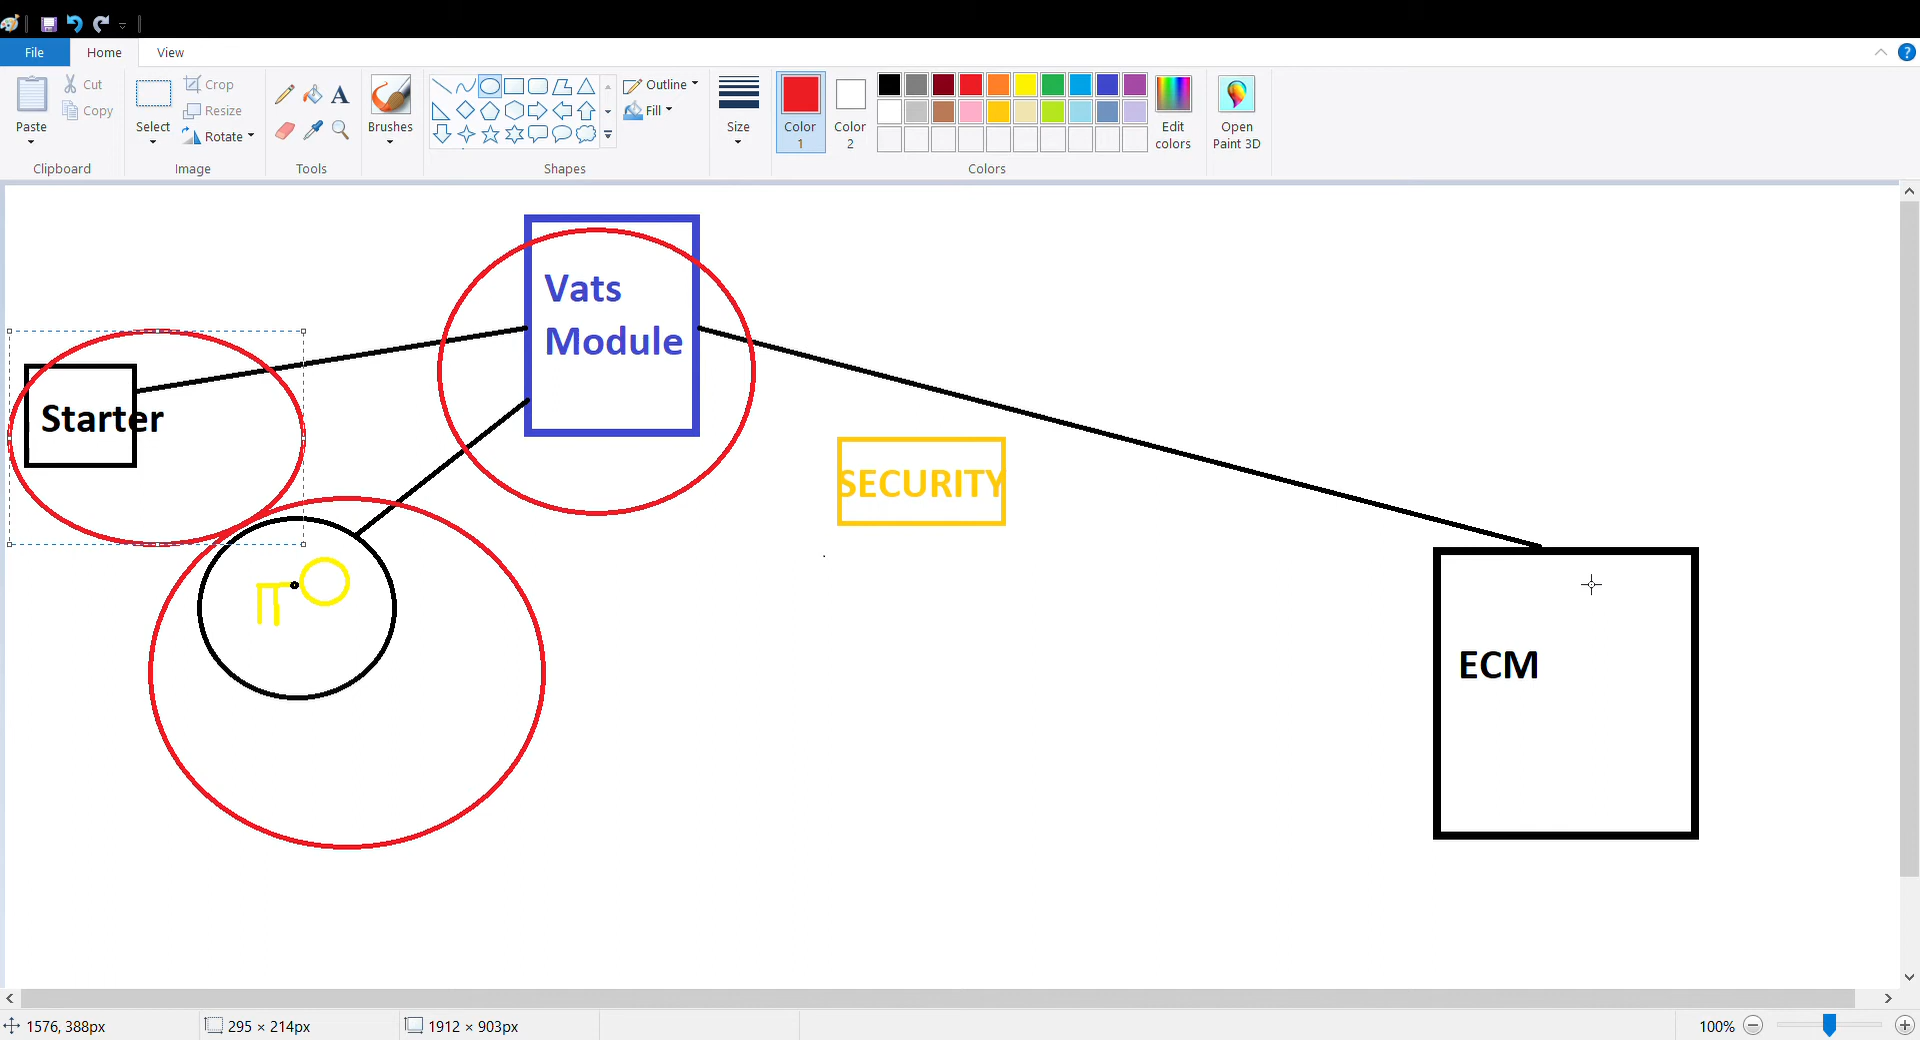 File
Home
View
Paste
Cut
Copy
Clipboard
Select
Crop
Resize
Rotate
Image
A
Tools
Brushes
Shapes
Outline
Fill
Size
Color
1
Color
2
Colors
Edit
colors
Open
Paint 3D
?
Vats
Module
Starter
SECURITY
ECM
1576, 388px
295 × 214px
1912 × 903px
100%